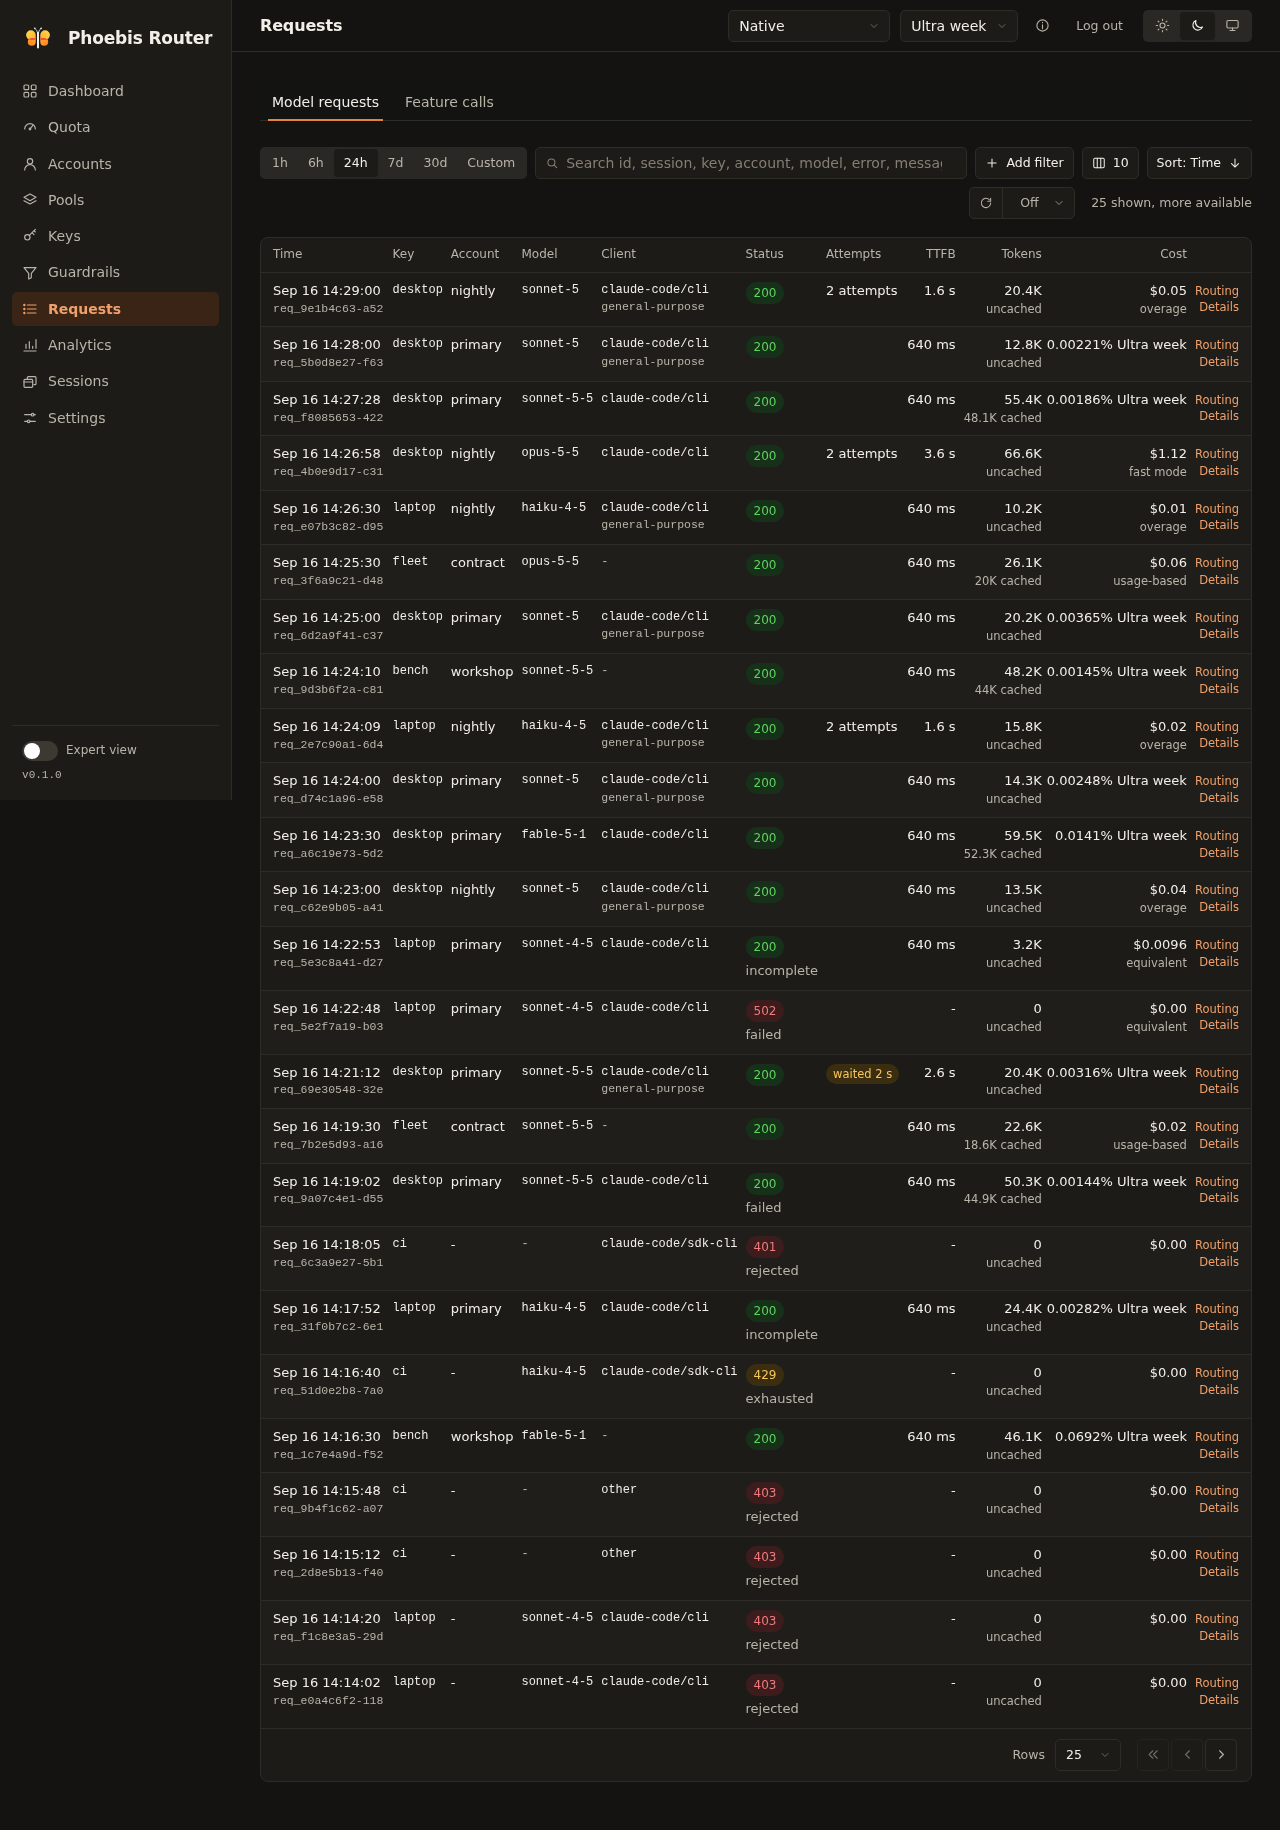 Phoebis Router
Requests
Native
Ultra week
Log out
Dashboard
Quota
Accounts
Pools
Keys
Guardrails
Requests
Analytics
Sessions
Settings
Expert view
v0.1.0
Model requests Feature calls
1h 6h 24h 7d 30d Custom
Search id, session, key, account, model, error, messag
Add filter
10
Sort: Time
Off
25 shown, more available
Time Key Account Model Client Status Attempts TTFB Tokens Cost
Sep 16 14:29:00 desktop nightly sonnet-5 claude-code/cli 200 2 attempts 1.6 s 20.4K $0.05 Routing
req_9e1b4c63-a52 general-purpose uncached overage Details
Sep 16 14:28:00 desktop primary sonnet-5 claude-code/cli 200 640 ms 12.8K 0.00221% Ultra week Routing
req_5b0d8e27-f63 general-purpose uncached Details
Sep 16 14:27:28 desktop primary sonnet-5-5 claude-code/cli 200 640 ms 55.4K 0.00186% Ultra week Routing
req_f8085653-422 48.1K cached Details
Sep 16 14:26:58 desktop nightly opus-5-5 claude-code/cli 200 2 attempts 3.6 s 66.6K $1.12 Routing
req_4b0e9d17-c31 uncached fast mode Details
Sep 16 14:26:30 laptop nightly haiku-4-5 claude-code/cli 200 640 ms 10.2K $0.01 Routing
req_e07b3c82-d95 general-purpose uncached overage Details
Sep 16 14:25:30 fleet contract opus-5-5 - 200 640 ms 26.1K $0.06 Routing
req_3f6a9c21-d48 20K cached usage-based Details
Sep 16 14:25:00 desktop primary sonnet-5 claude-code/cli 200 640 ms 20.2K 0.00365% Ultra week Routing
req_6d2a9f41-c37 general-purpose uncached Details
Sep 16 14:24:10 bench workshop sonnet-5-5 - 200 640 ms 48.2K 0.00145% Ultra week Routing
req_9d3b6f2a-c81 44K cached Details
Sep 16 14:24:09 laptop nightly haiku-4-5 claude-code/cli 200 2 attempts 1.6 s 15.8K $0.02 Routing
req_2e7c90a1-6d4 general-purpose uncached overage Details
Sep 16 14:24:00 desktop primary sonnet-5 claude-code/cli 200 640 ms 14.3K 0.00248% Ultra week Routing
req_d74c1a96-e58 general-purpose uncached Details
Sep 16 14:23:30 desktop primary fable-5-1 claude-code/cli 200 640 ms 59.5K 0.0141% Ultra week Routing
req_a6c19e73-5d2 52.3K cached Details
Sep 16 14:23:00 desktop nightly sonnet-5 claude-code/cli 200 640 ms 13.5K $0.04 Routing
req_c62e9b05-a41 general-purpose uncached overage Details
Sep 16 14:22:53 laptop primary sonnet-4-5 claude-code/cli 200 640 ms 3.2K $0.0096 Routing
req_5e3c8a41-d27 incomplete uncached equivalent Details
Sep 16 14:22:48 laptop primary sonnet-4-5 claude-code/cli 502 - 0 $0.00 Routing
req_5e2f7a19-b03 failed uncached equivalent Details
Sep 16 14:21:12 desktop primary sonnet-5-5 claude-code/cli 200 waited 2 s 2.6 s 20.4K 0.00316% Ultra week Routing
req_69e30548-32e general-purpose uncached Details
Sep 16 14:19:30 fleet contract sonnet-5-5 - 200 640 ms 22.6K $0.02 Routing
req_7b2e5d93-a16 18.6K cached usage-based Details
Sep 16 14:19:02 desktop primary sonnet-5-5 claude-code/cli 200 640 ms 50.3K 0.00144% Ultra week Routing
req_9a07c4e1-d55 failed 44.9K cached Details
Sep 16 14:18:05 ci - - claude-code/sdk-cli 401 - 0 $0.00 Routing
req_6c3a9e27-5b1 rejected uncached Details
Sep 16 14:17:52 laptop primary haiku-4-5 claude-code/cli 200 640 ms 24.4K 0.00282% Ultra week Routing
req_31f0b7c2-6e1 incomplete uncached Details
Sep 16 14:16:40 ci - haiku-4-5 claude-code/sdk-cli 429 - 0 $0.00 Routing
req_51d0e2b8-7a0 exhausted uncached Details
Sep 16 14:16:30 bench workshop fable-5-1 - 200 640 ms 46.1K 0.0692% Ultra week Routing
req_1c7e4a9d-f52 uncached Details
Sep 16 14:15:48 ci - - other 403 - 0 $0.00 Routing
req_9b4f1c62-a07 rejected uncached Details
Sep 16 14:15:12 ci - - other 403 - 0 $0.00 Routing
req_2d8e5b13-f40 rejected uncached Details
Sep 16 14:14:20 laptop - sonnet-4-5 claude-code/cli 403 - 0 $0.00 Routing
req_f1c8e3a5-29d rejected uncached Details
Sep 16 14:14:02 laptop - sonnet-4-5 claude-code/cli 403 - 0 $0.00 Routing
req_e0a4c6f2-118 rejected uncached Details
Rows 25